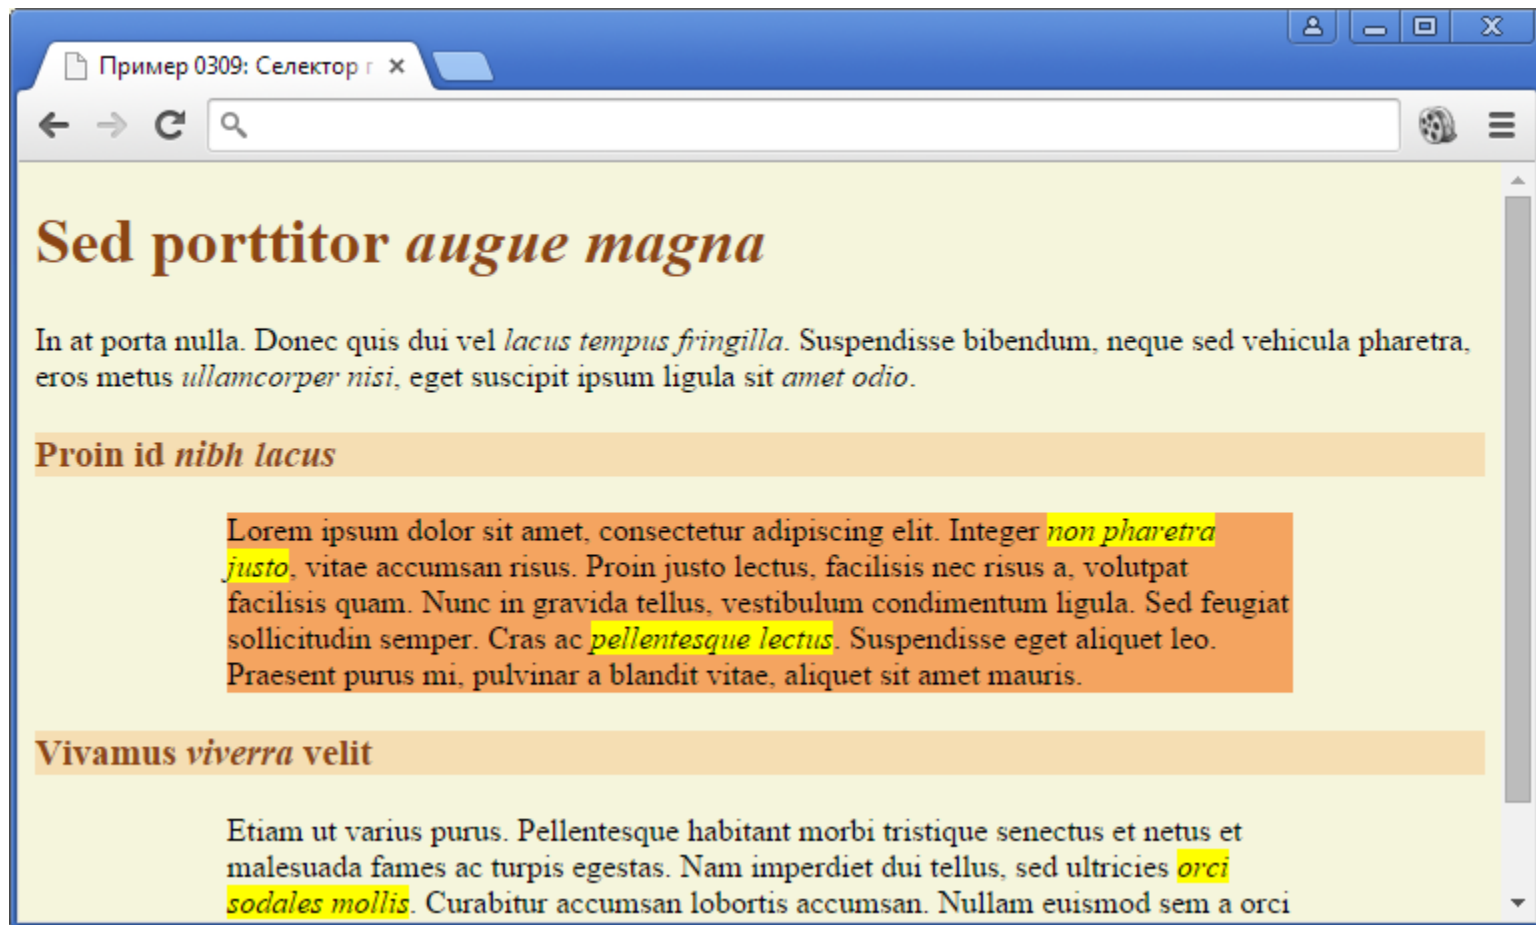 Пример 0309: Селектор
Sed porttitor augue magna
In at porta nulla. Donec quis dui vel lacus tempus fringilla. Suspendisse bibendum, neque sed vehicula pharetra,
eros metus ullamcorper nisi, eget suscipit ipsum ligula sit amet odio.
Proin id nibh lacus
Lorem ipsum dolor sit amet, consectetur adipiscing elit. Integer non pharetra
justo, vitae accumsan risus. Proin justo lectus, facilisis nec risus a, volutpat
facilisis quam. Nunc in gravida tellus, vestibulum condimentum ligula. Sed feugiat
sollicitudin semper. Cras ac pellentesque lectus. Suspendisse eget aliquet leo.
Praesent purus mi, pulvinar a blandit vitae, aliquet sit amet mauris.
Vivamus viverra velit
Etiam ut varius purus. Pellentesque habitant morbi tristique senectus et netus et
malesuada fames ac turpis egestas. Nam imperdiet dui tellus, sed ultricies orci
sodales mollis. Curabitur accumsan lobortis accumsan. Nullam euismod sem a orci